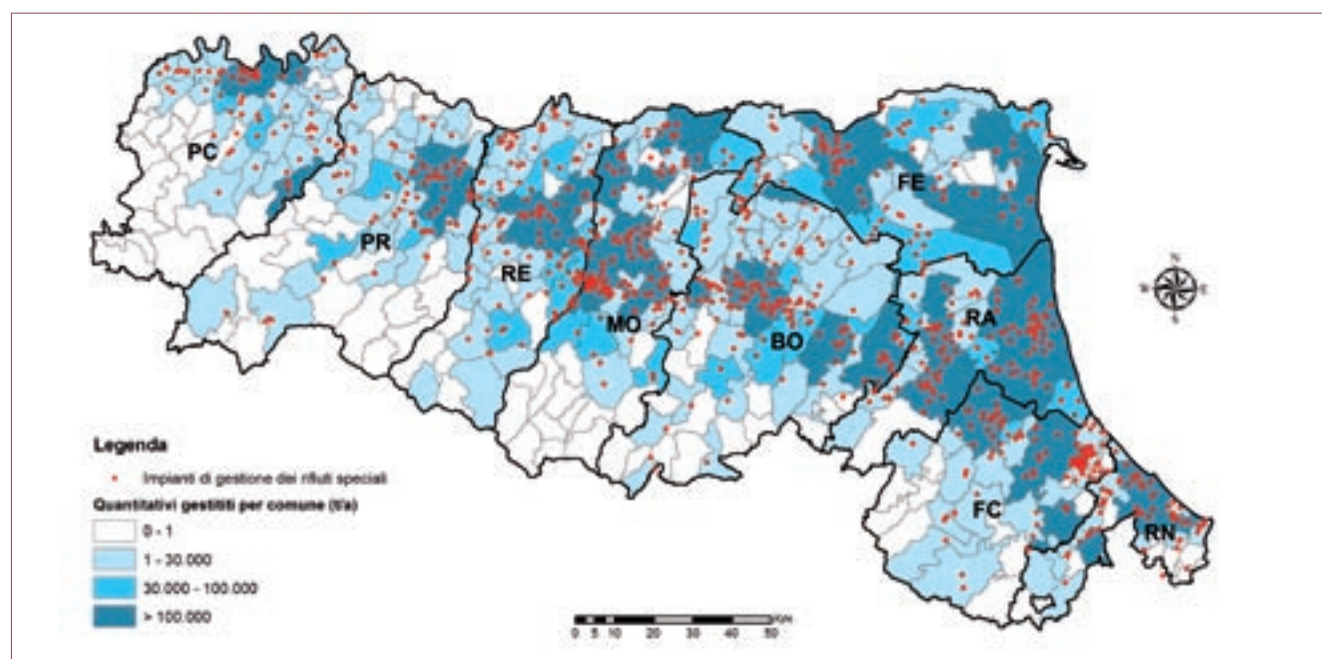 PC
PR
RE
MO
BO
FE
RA
FC
RN
N
E
S
Legenda
Impianti di gestione dei rifiuti speciali
Quantitativi gestititi per comune (t/a)
0 - 1
1 - 30.000
30.000 - 100.000
> 100.000
0 5 10 20 30 40 50